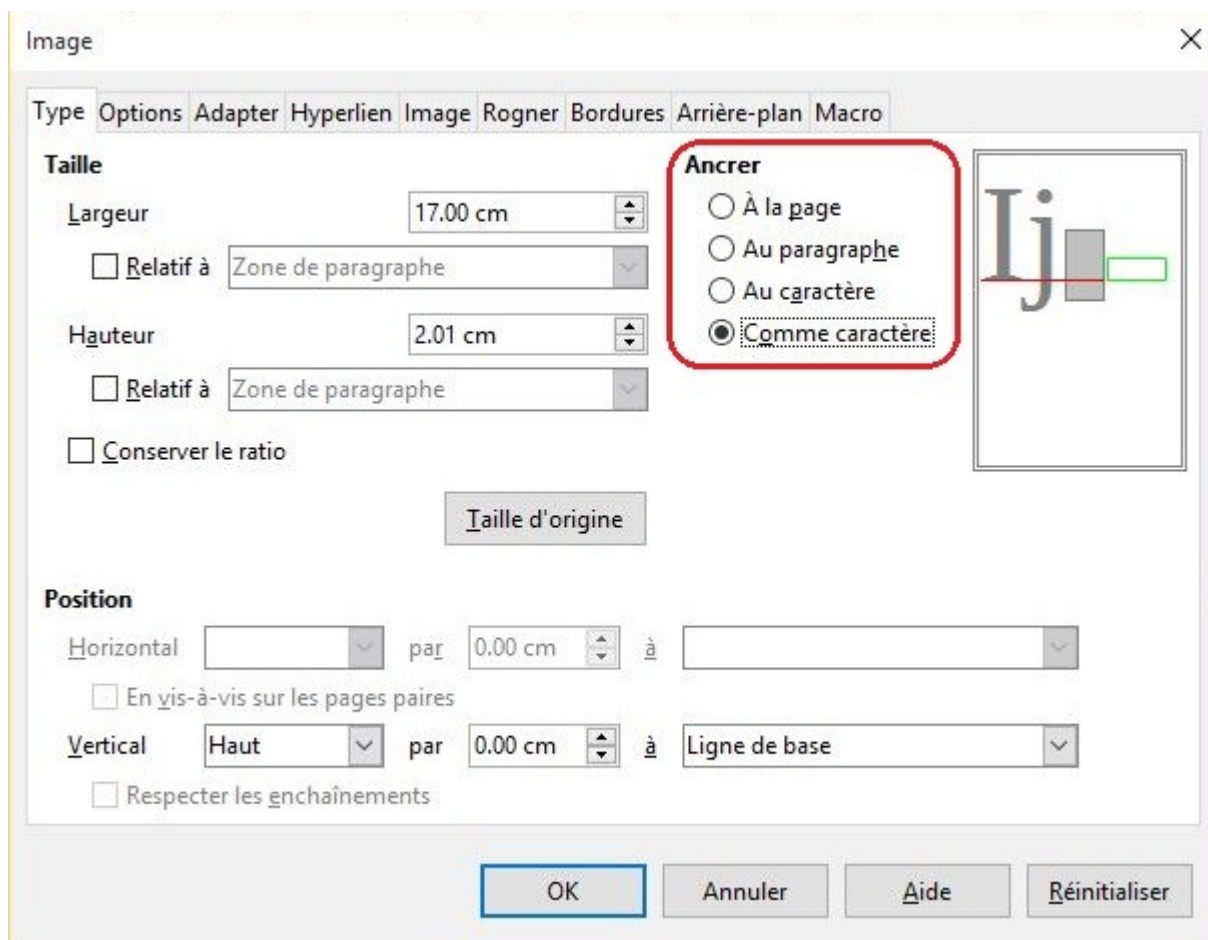 Image
Type Options Adapter Hyperlien Image Rogner Bordures Arrière-plan Macro
Taille
Largeur 17.00 cm
Relatif à Zone de paragraphe
Hauteur 2.01 cm
Relatif à Zone de paragraphe
Conserver le ratio
Taille d'origine
Ancrer
À la page
Au paragraphe
Au caractère
Comme caractère
Ij
Position
Horizontal par 0.00 cm à
En vis-à-vis sur les pages paires
Vertical Haut par 0.00 cm à Ligne de base
Respecter les enchaînements
OK Annuler Aide Réinitialiser